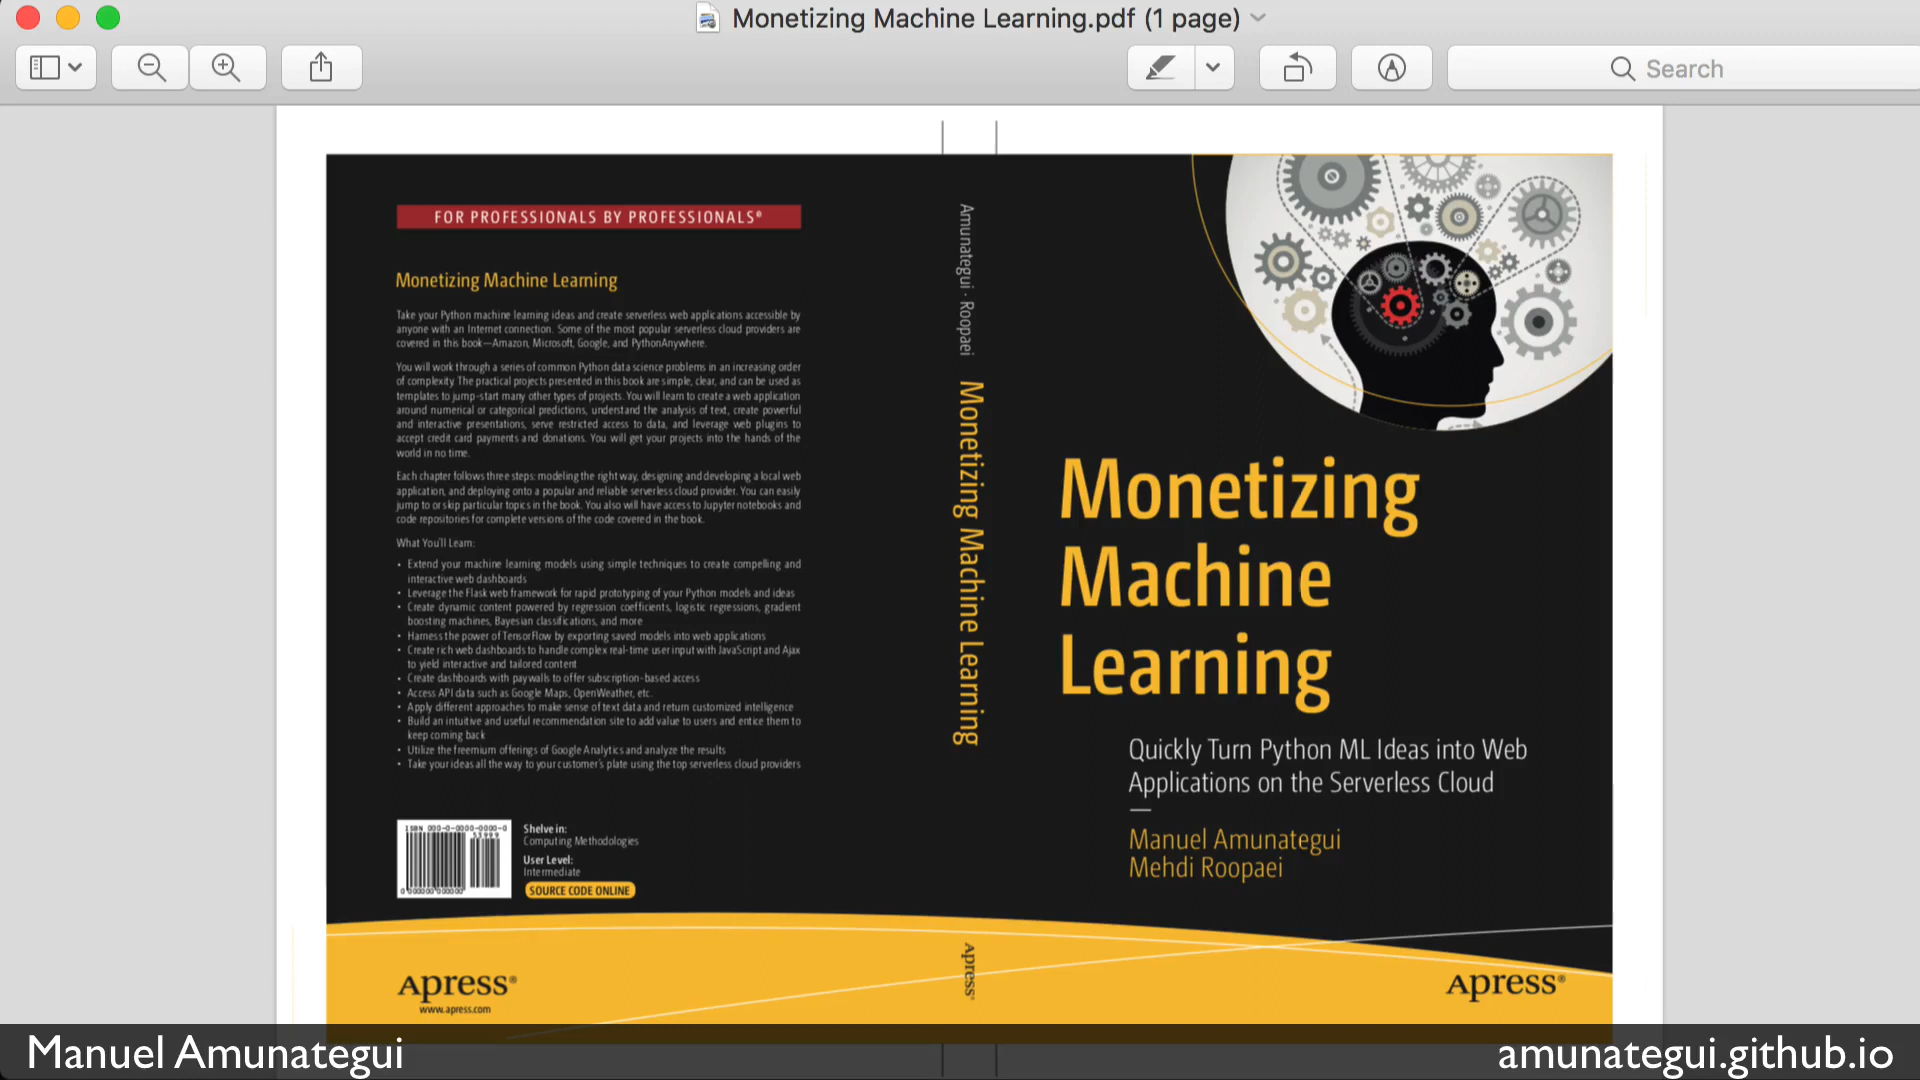 Monetizing Machine Learning.pdf (1 page)
Search
FOR PROFESSIONALS BY PROFESSIONALS®
Monetizing Machine Learning
Take your Python machine learning ideas and create serverless web applications accessible by
anyone with an Internet connection. Some of the most popular serverless cloud providers are
covered in this book—Amazon, Microsoft, Google, and PythonAnywhere.
You will work through a series of common Python data science problems in an increasing order
of complexity. The practical projects presented in this book are simple, clear, and can be used as
templates to jump-start many other types of projects. You will learn to create a web application
around numerical or categorical predictions, understand the analysis of text, create powerful
and interactive presentations, serve restricted access to data, and leverage web plugins to
accept credit card payments and donations. You will get your projects into the hands of the
world in no time.
Each chapter follows three steps: modeling the right way, designing and developing a local web
application, and deploying onto a popular and reliable serverless cloud provider. You can easily
jump to or skip particular topics in the book. You also will have access to Jupyter notebooks and
code repositories for complete versions of the code covered in the book.
What You'll Learn:
• Extend your machine learning models using simple techniques to create compelling and
interactive web dashboards
• Leverage the Flask web framework for rapid prototyping of your Python models and ideas
• Create dynamic content powered by regression coefficients, logistic regressions, gradient
boosting machines, Bayesian classifications, and more
• Harness the power of TensorFlow by exporting saved models into web applications
• Create rich web dashboards to handle complex real-time user input with JavaScript and Ajax
to yield interactive and tailored content
• Create dashboards with paywalls to offer subscription-based access
• Access API data such as Google Maps, OpenWeather, etc.
• Apply different approaches to make sense of text data and return customized intelligence
• Build an intuitive and useful recommendation site to add value to users and entice them to
keep coming back
• Utilize the freemium offerings of Google Analytics and analyze the results
• Take your ideas all the way to your customer's plate using the top serverless cloud providers
ISBN 000-0-0000-0000-0
53999
0 000000 000000
Shelve in:
Computing Methodologies
User Level:
Intermediate
SOURCE CODE ONLINE
Apress®
www.apress.com
Amunategui · Roopaei
Monetizing Machine Learning
Apress®
Monetizing
Machine
Learning
Quickly Turn Python ML Ideas into Web
Applications on the Serverless Cloud
Manuel Amunategui
Mehdi Roopaei
Apress®
Manuel Amunategui
amunategui.github.io